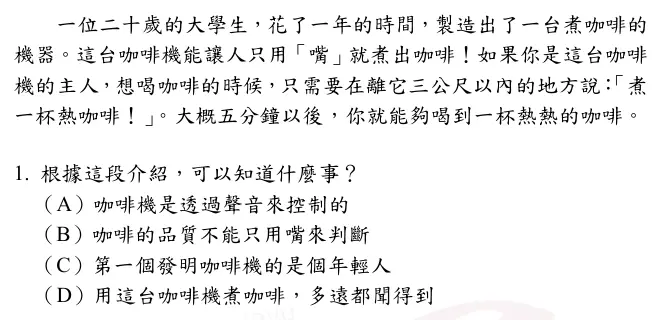 一位二十歲的大學生，花了一年的時間，製造出了一台煮咖啡的
機器。這台咖啡機能讓人只用「嘴」就煮出咖啡！如果你是這台咖啡
機的主人，想喝咖啡的時候，只需要在離它三公尺以內的地方說：「煮
一杯熱咖啡！」。大概五分鐘以後，你就能夠喝到一杯熱熱的咖啡。
1. 根據這段介紹，可以知道什麼事？
（A）咖啡機是透過聲音來控制的
（B）咖啡的品質不能只用嘴來判斷
（C）第一個發明咖啡機的是個年輕人
（D）用這台咖啡機煮咖啡，多遠都聞得到